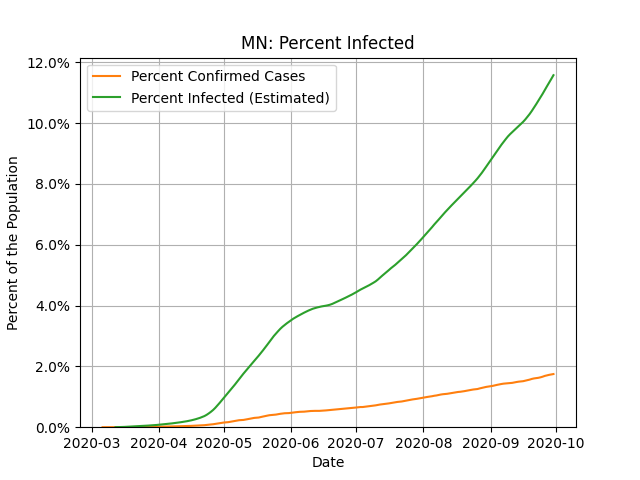 MN: Percent Infected
Percent Confirmed Cases
Percent Infected (Estimated)
Percent of the Population
12.0%
10.0%
8.0%
6.0%
4.0%
2.0%
0.0%
2020-03 2020-04 2020-05 2020-06 2020-07 2020-08 2020-09 2020-10
Date